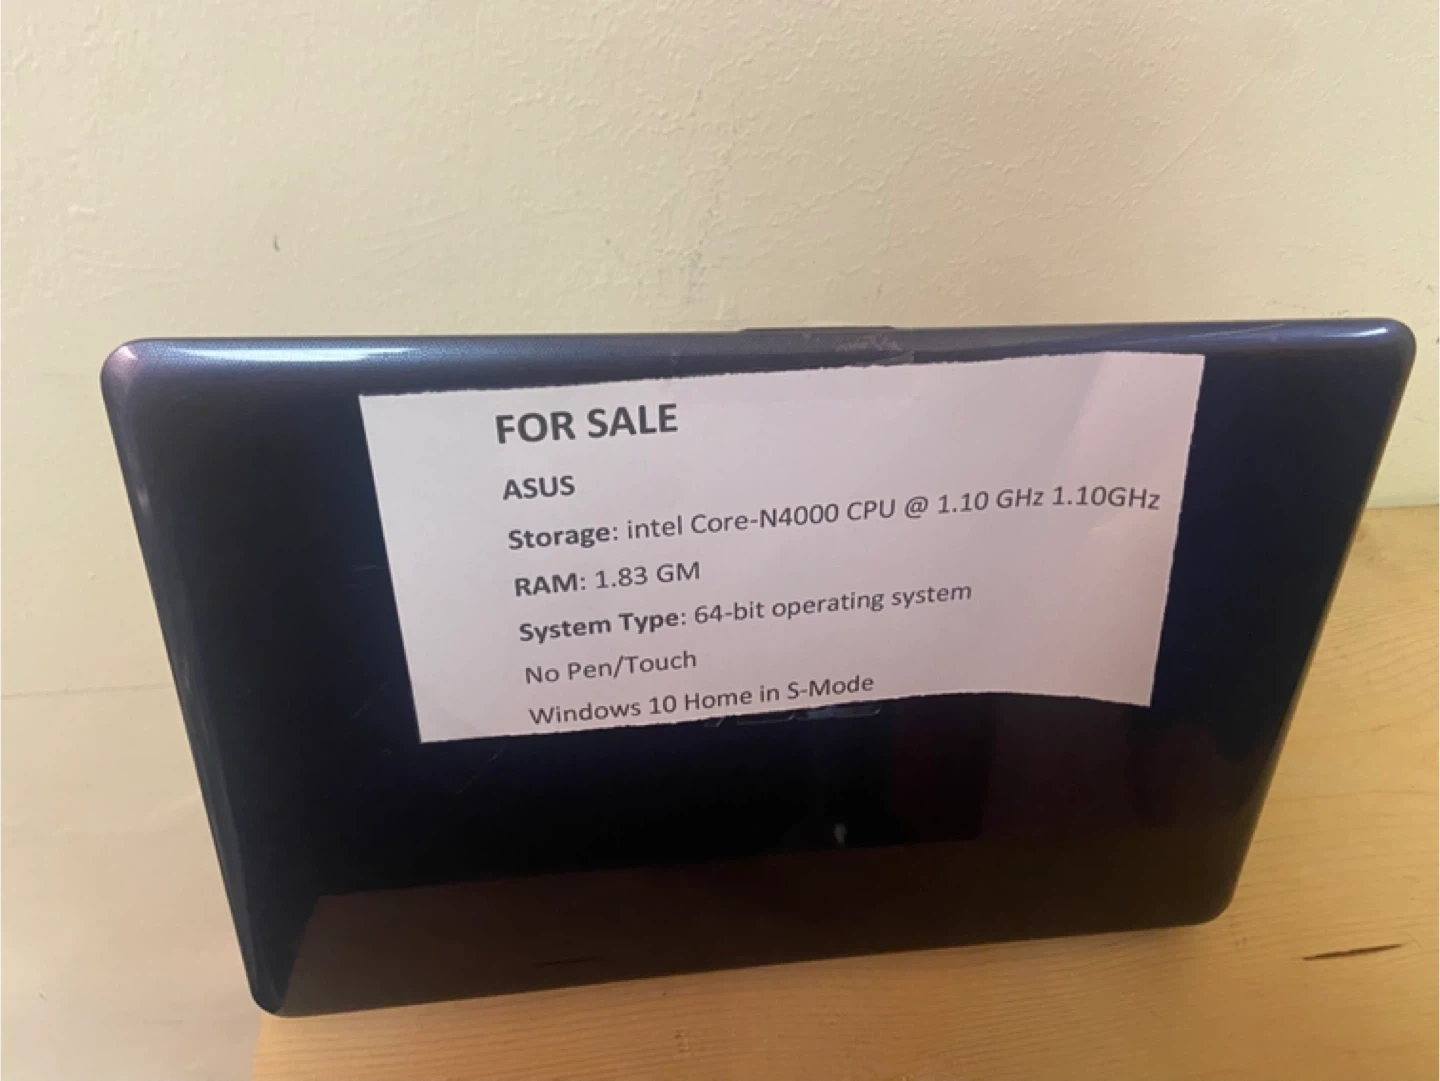 FOR SALE
ASUS
Storage: intel Core-N4000 CPU @ 1.10 GHz 1.10GHz
RAM: 1.83 GM
System Type: 64-bit operating system
No Pen/Touch
Windows 10 Home in S-Mode